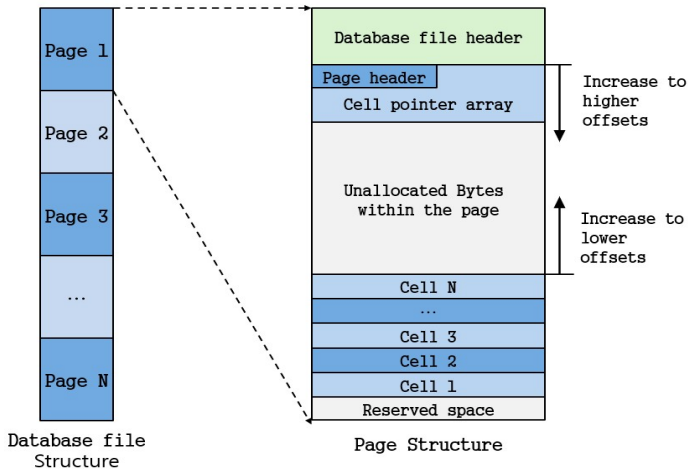 Page 1
Page 2
Page 3
...
Page N
Database file
Structure
Database file header
Page header
Cell pointer array
Unallocated Bytes
within the page
Cell N
...
Cell 3
Cell 2
Cell 1
Reserved space
Page Structure
Increase to
higher
offsets
Increase to
lower
offsets